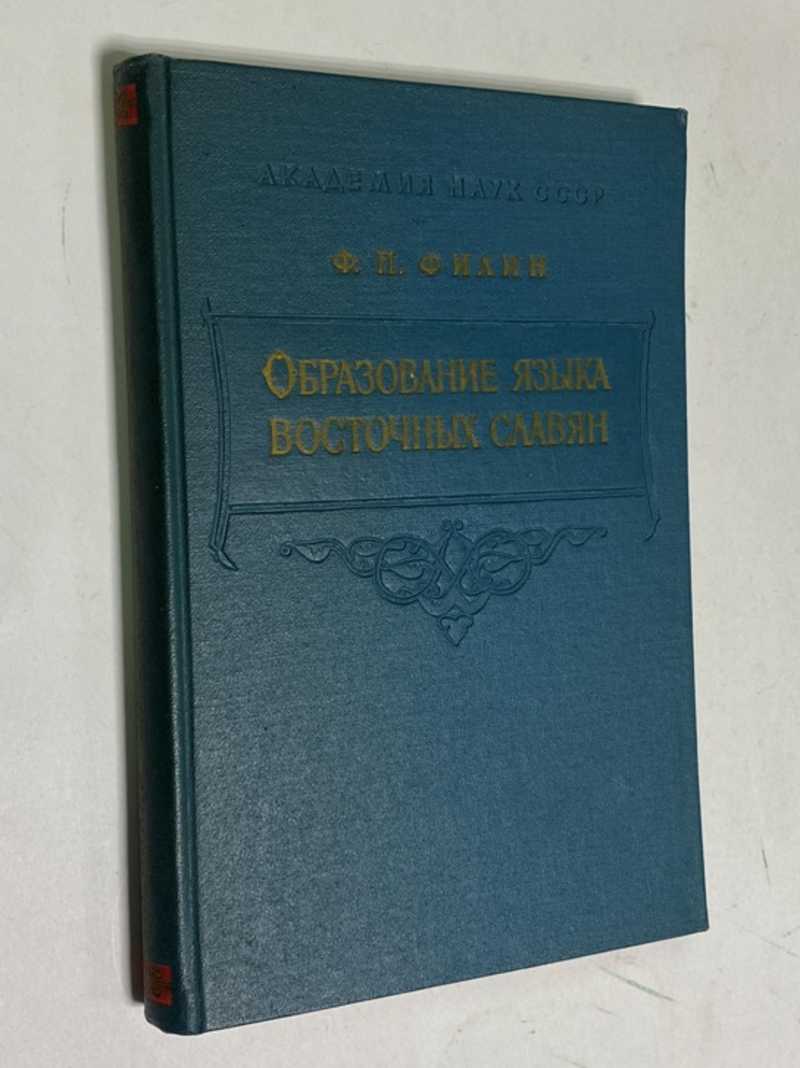 АКАДЕМИЯ НАУК СССР
Ф. П. ФИЛИН
ОБРАЗОВАНИЕ ЯЗЫКА
ВОСТОЧНЫХ СЛАВЯН